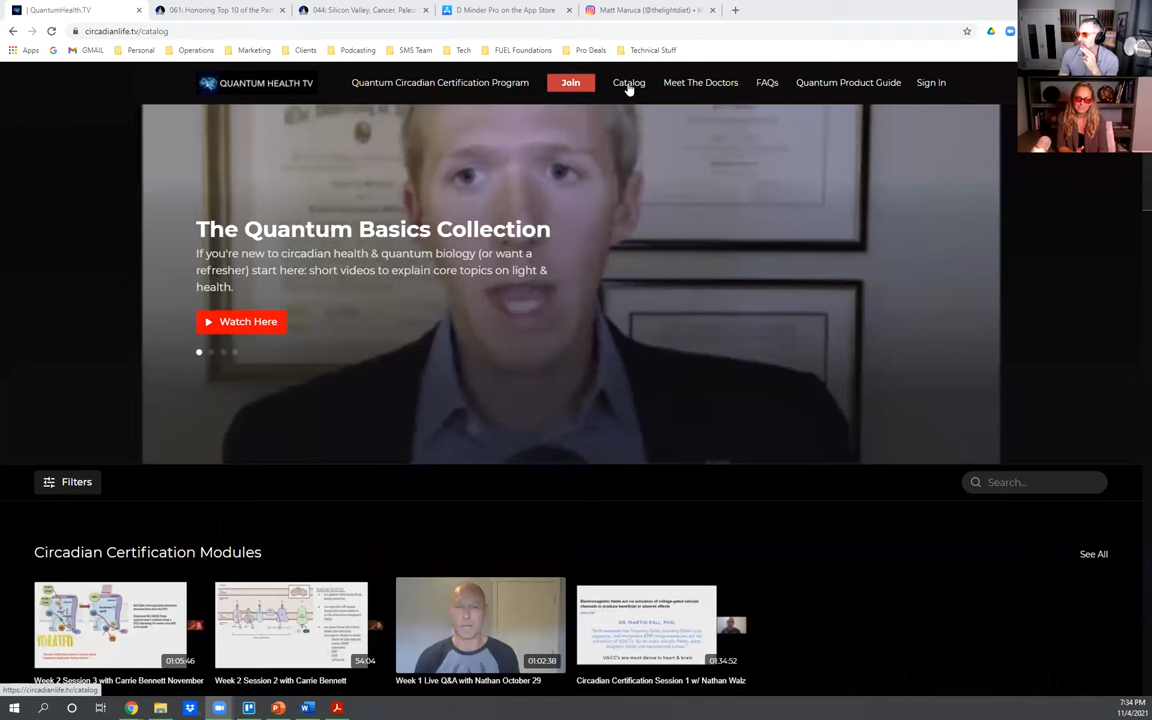 | QuantumHealth.TV
061: Honoring Top 10 of the Past
044: Silicon Valley, Cancer, Paleo
D Minder Pro on the App Store
Matt Maruca (@thelightdiet) •
circadianlife.tv/catalog
Apps
GMAIL
Personal
Operations
Marketing
Clients
Podcasting
SMS Team
Tech
FUEL Foundations
Pro Deals
Technical Stuff
QUANTUM HEALTH TV
Quantum Circadian Certification Program
Join
Catalog
Meet The Doctors
FAQs
Quantum Product Guide
Sign In
The Quantum Basics Collection
If you're new to circadian health & quantum biology (or want a
refresher) start here: short videos to explain core topics on light &
health.
Watch Here
Filters
Search...
Circadian Certification Modules
See All
01:05:46
54:04
01:02:38
DR. MARTIN PALL, PHD:
01:34:52
Week 2 Session 3 with Carrie Bennett November
Week 2 Session 2 with Carrie Bennett
Week 1 Live Q&A with Nathan October 29
Circadian Certification Session 1 w/ Nathan Walz
https://circadianlife.tv/catalog
7:34 PM
11/4/2021